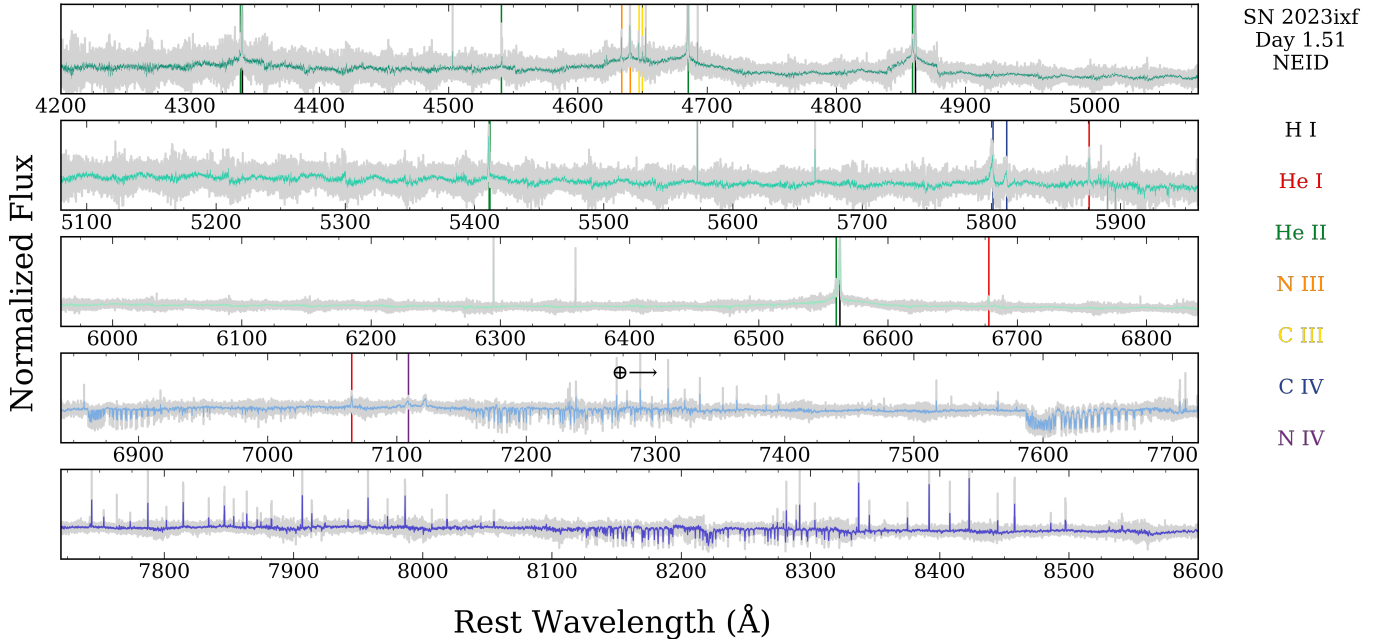 SN 2023ixf
Day 1.51
NEID
4200 4300 4400 4500 4600 4700 4800 4900 5000
H I
5100 5200 5300 5400 5500 5600 5700 5800 5900
He I
Normalized Flux
He II
6000 6100 6200 6300 6400 6500 6600 6700 6800
N III
C III
⊕→
C IV
6900 7000 7100 7200 7300 7400 7500 7600 7700
N IV
7800 7900 8000 8100 8200 8300 8400 8500 8600
Rest Wavelength (Å)